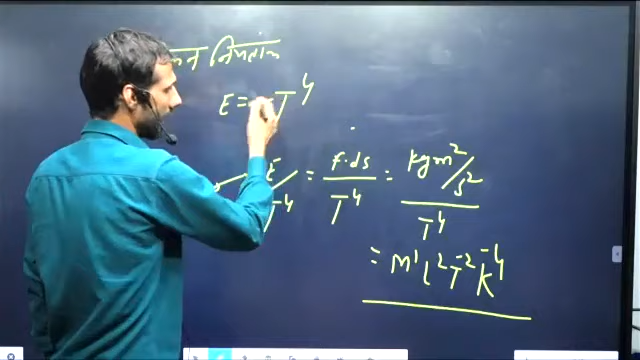 नियतांक
E = T⁴
E/T⁴ = F·ds/T⁴ = kgm²/s²/T⁴
= M¹L²T⁻²K⁻⁴